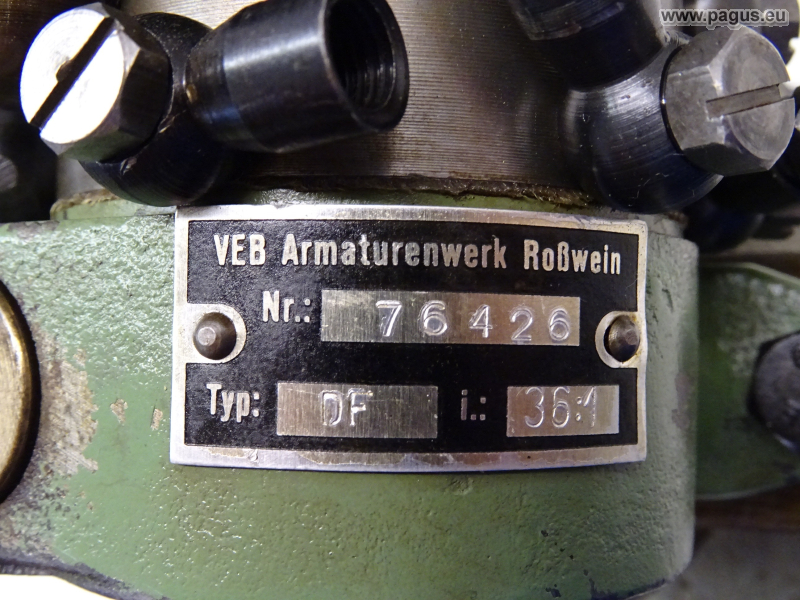 www.pagus.eu
VEB Armaturenwerk Roßwein
Nr.: 76426
Typ: DF i.: 36:1